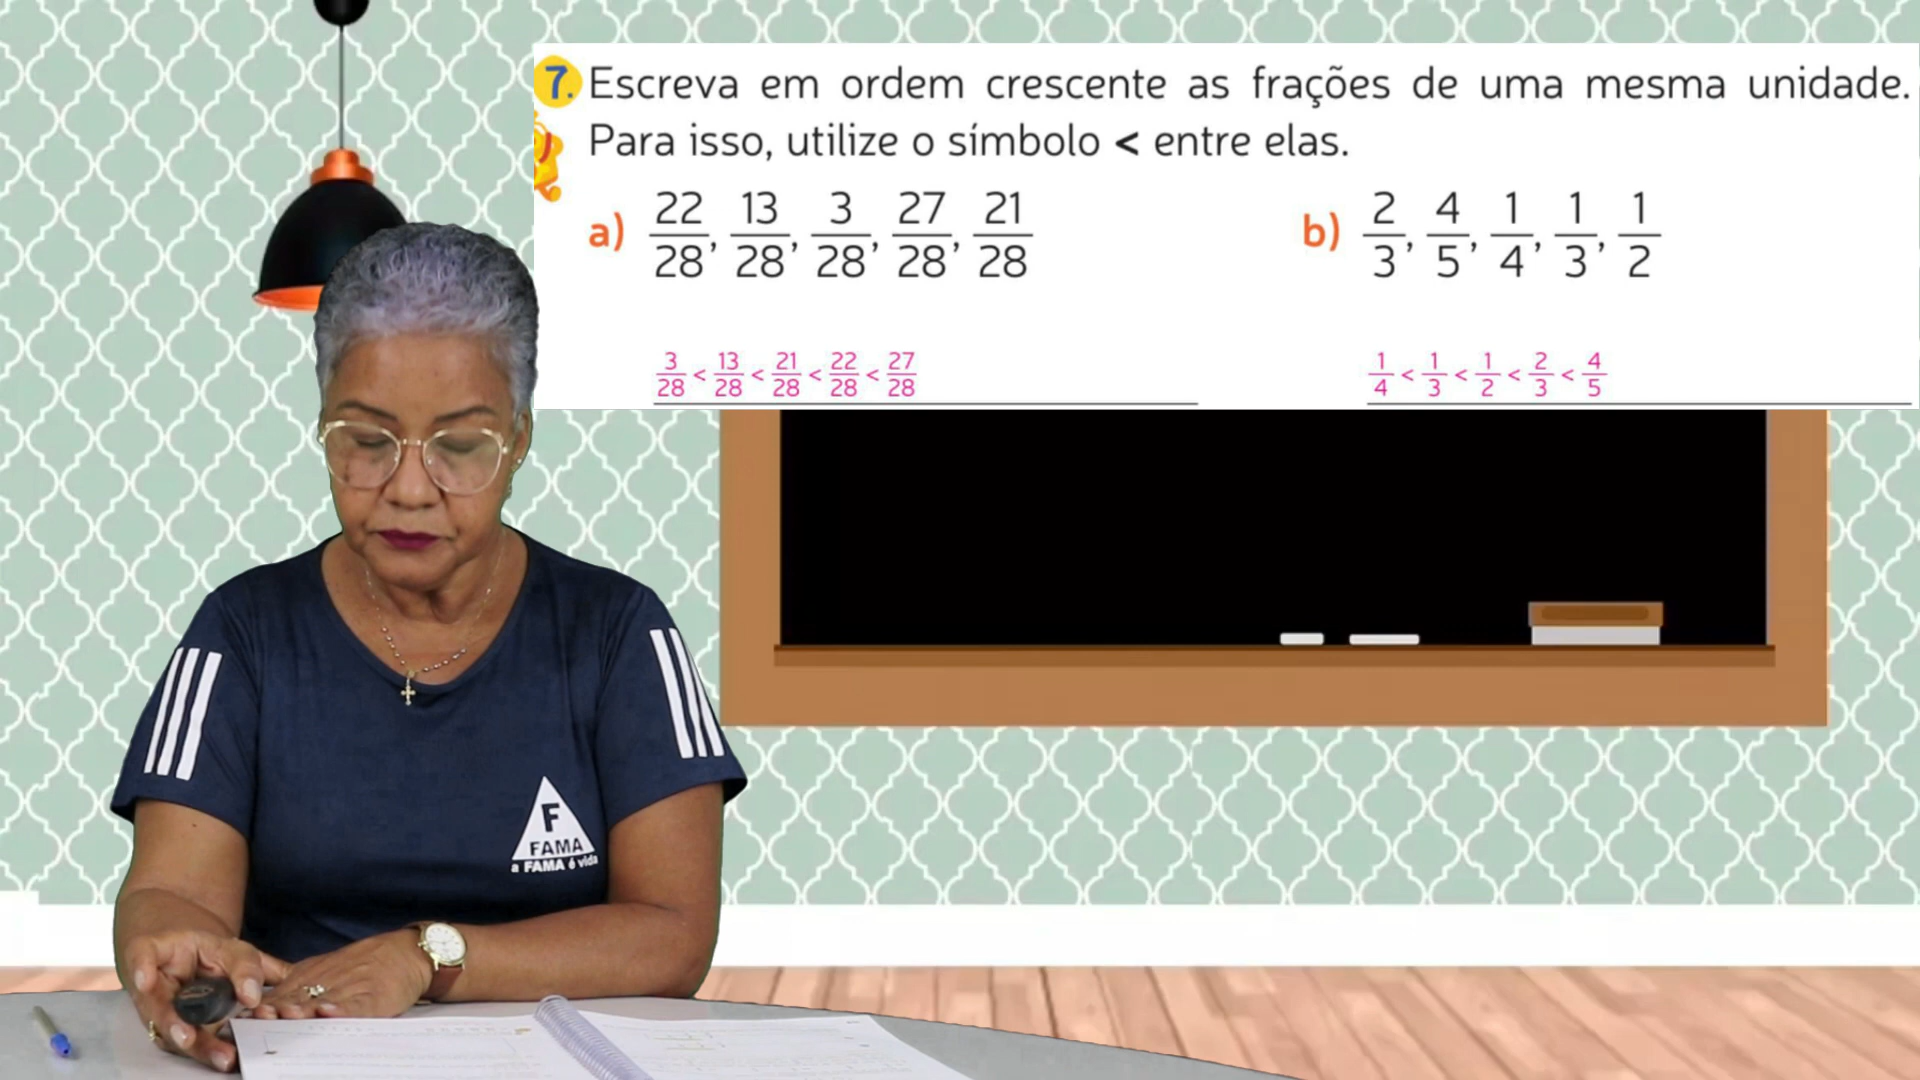 7. Escreva em ordem crescente as frações de uma mesma unidade.
Para isso, utilize o símbolo < entre elas.
a) 22/28, 13/28, 3/28, 27/28, 21/28
b) 2/3, 4/5, 1/4, 1/3, 1/2
3/28 < 13/28 < 21/28 < 22/28 < 27/28
1/4 < 1/3 < 1/2 < 2/3 < 4/5
F
FAMA
a FAMA é vida